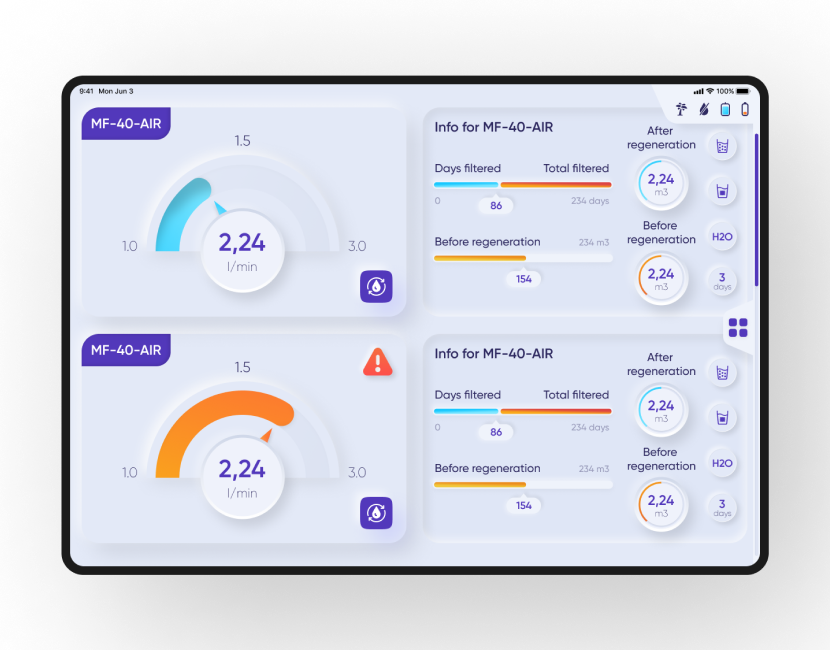 9:41 Mon Jun 3
100%
MF-40-AIR
1.5
1.0
3.0
2,24
l/min
Info for MF-40-AIR
Days filtered Total filtered
0 86 234 days
Before regeneration 234 m3
154
After
regeneration
2,24
m3
Before
regeneration
2,24
m3
H2O
3
days
MF-40-AIR
1.5
1.0
3.0
2,24
l/min
Info for MF-40-AIR
Days filtered Total filtered
0 86 234 days
Before regeneration 234 m3
154
After
regeneration
2,24
m3
Before
regeneration
2,24
m3
H2O
3
days